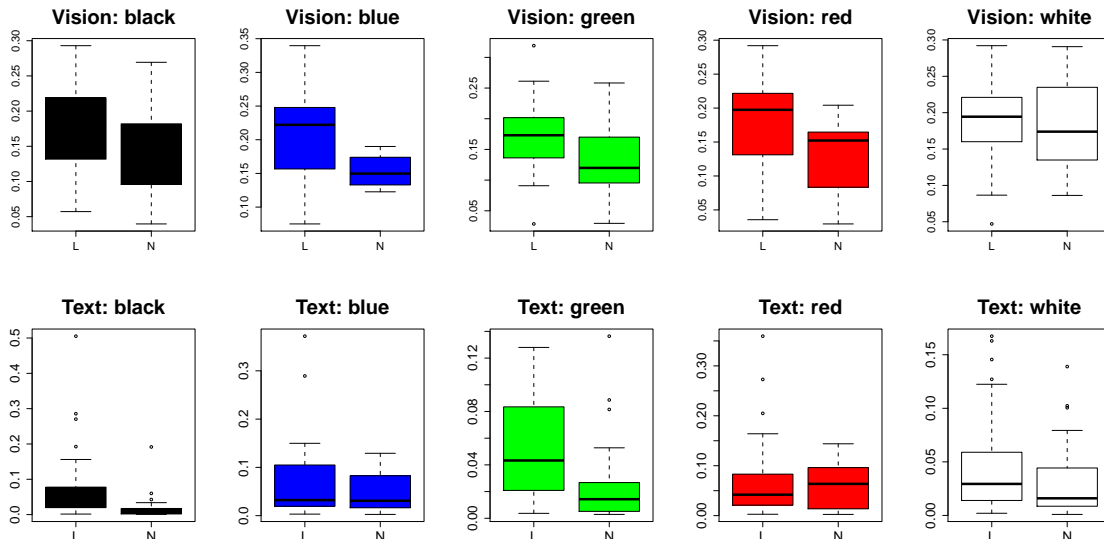 Vision: black
0.05 0.10 0.15 0.20 0.25 0.30
L N
Vision: blue
0.10 0.15 0.20 0.25 0.30 0.35
L N
Vision: green
0.05 0.15 0.25
L N
Vision: red
0.05 0.10 0.15 0.20 0.25 0.30
L N
Vision: white
0.05 0.10 0.15 0.20 0.25 0.30
L N
Text: black
0.0 0.1 0.2 0.3 0.4 0.5
L N
Text: blue
0.0 0.1 0.2 0.3
L N
Text: green
0.00 0.04 0.08 0.12
L N
Text: red
0.00 0.10 0.20 0.30
L N
Text: white
0.00 0.05 0.10 0.15
L N